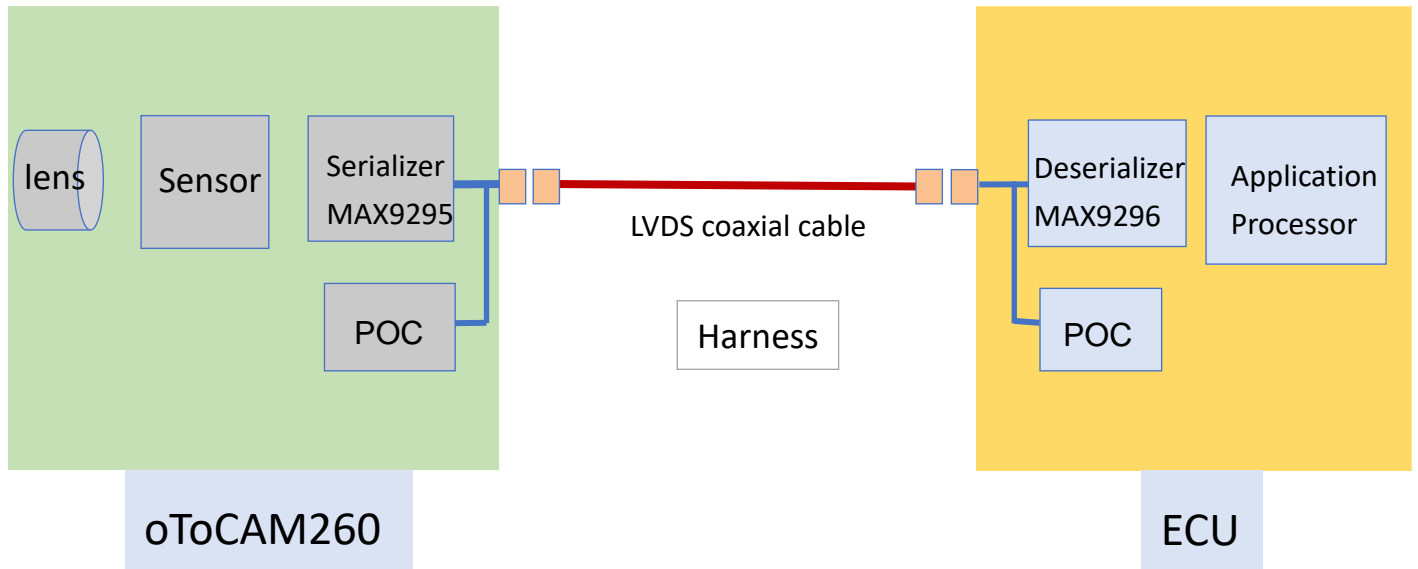 lens
Sensor
Serializer
MAX9295
POC
LVDS coaxial cable
Harness
Deserializer
MAX9296
Application
Processor
POC
oToCAM260
ECU